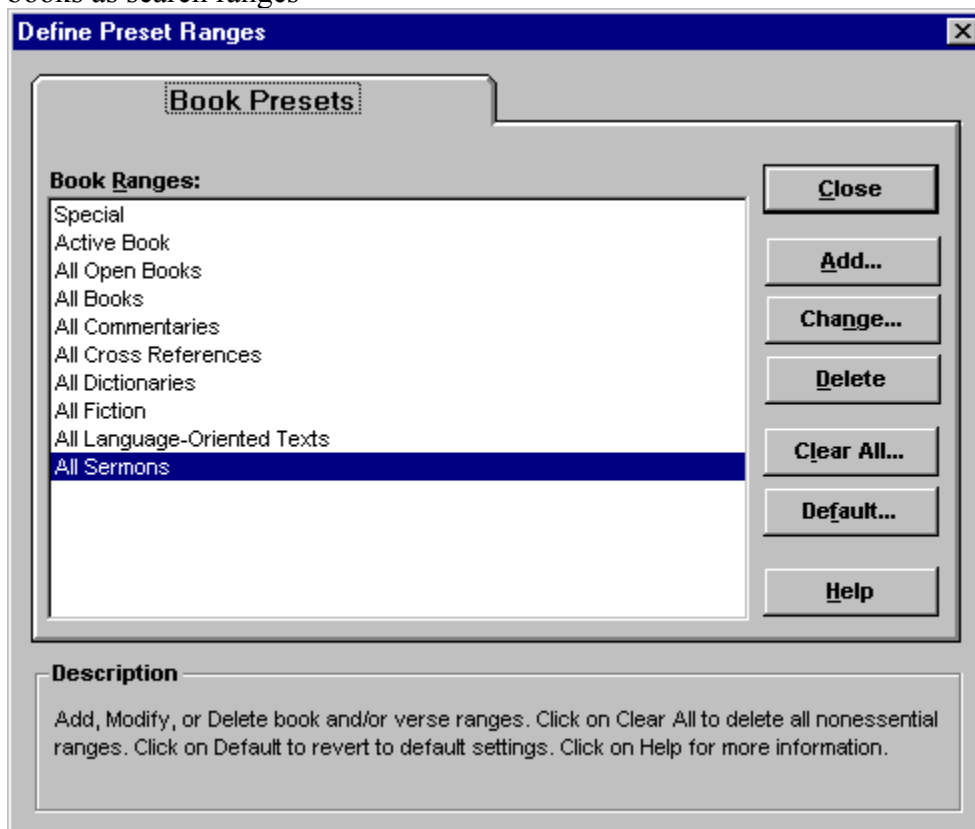 books as search ranges
Define Preset Ranges
Book Presets
Book Ranges:
Special
Active Book
All Open Books
All Books
All Commentaries
All Cross References
All Dictionaries
All Fiction
All Language-Oriented Texts
All Sermons
Close
Add...
Change...
Delete
Clear All...
Default...
Help
Description
Add, Modify, or Delete book and/or verse ranges. Click on Clear All to delete all nonessential
ranges. Click on Default to revert to default settings. Click on Help for more information.